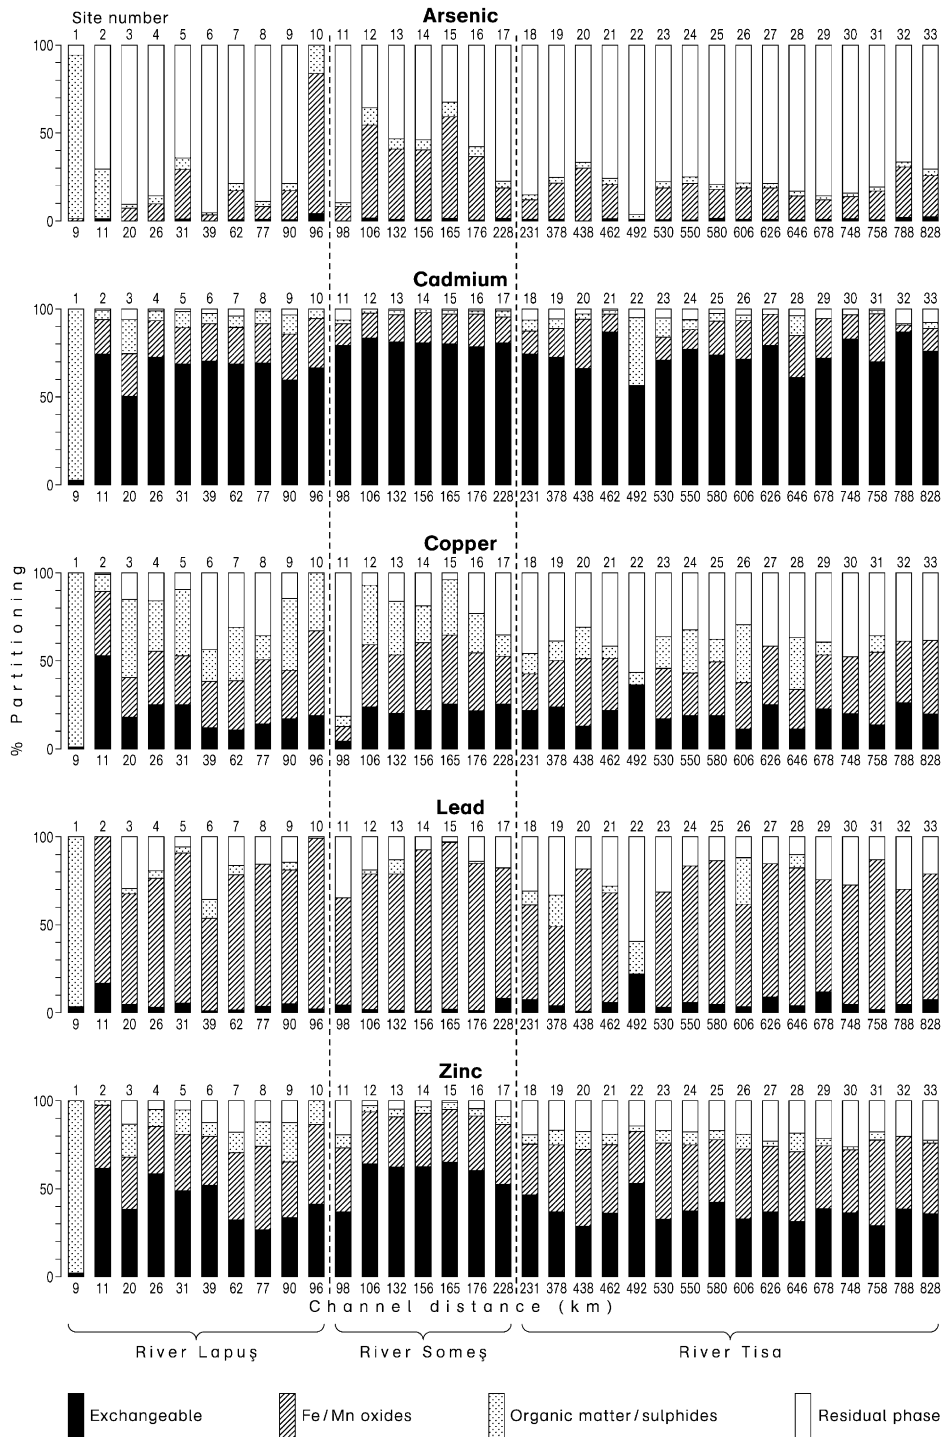 Arsenic
Site number
1 2 3 4 5 6 7 8 9 10 11 12 13 14 15 16 17 18 19 20 21 22 23 24 25 26 27 28 29 30 31 32 33
100
50
0
9 11 20 26 31 39 62 77 90 96 98 106 132 156 165 176 228 231 378 438 462 492 530 550 580 606 626 646 678 748 758 788 828
Cadmium
1 2 3 4 5 6 7 8 9 10 11 12 13 14 15 16 17 18 19 20 21 22 23 24 25 26 27 28 29 30 31 32 33
100
50
0
9 11 20 26 31 39 62 77 90 96 98 106 132 156 165 176 228 231 378 438 462 492 530 550 580 606 626 646 678 748 758 788 828
Copper
1 2 3 4 5 6 7 8 9 10 11 12 13 14 15 16 17 18 19 20 21 22 23 24 25 26 27 28 29 30 31 32 33
100
50
0
% Partitioning
9 11 20 26 31 39 62 77 90 96 98 106 132 156 165 176 228 231 378 438 462 492 530 550 580 606 626 646 678 748 758 788 828
Lead
1 2 3 4 5 6 7 8 9 10 11 12 13 14 15 16 17 18 19 20 21 22 23 24 25 26 27 28 29 30 31 32 33
100
50
0
9 11 20 26 31 39 62 77 90 96 98 106 132 156 165 176 228 231 378 438 462 492 530 550 580 606 626 646 678 748 758 788 828
Zinc
1 2 3 4 5 6 7 8 9 10 11 12 13 14 15 16 17 18 19 20 21 22 23 24 25 26 27 28 29 30 31 32 33
100
50
0
9 11 20 26 31 39 62 77 90 96 98 106 132 156 165 176 228 231 378 438 462 492 530 550 580 606 626 646 678 748 758 788 828
Channel distance (km)
River Lapuş River Someş River Tisa
Exchangeable Fe/Mn oxides Organic matter/sulphides Residual phase